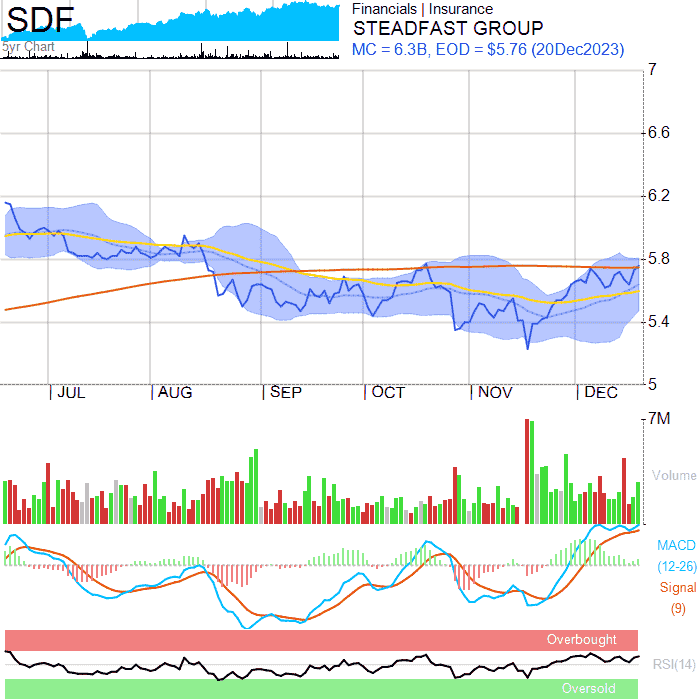 SDF
5yr Chart
Financials | Insurance
STEADFAST GROUP
MC = 6.3B, EOD = $5.76 (20Dec2023)
7
6.6
6.2
5.8
5.4
5
JUL AUG SEP OCT NOV DEC
7M
Volume
MACD
(12-26)
Signal
(9)
Overbought
RSI(14)
Oversold